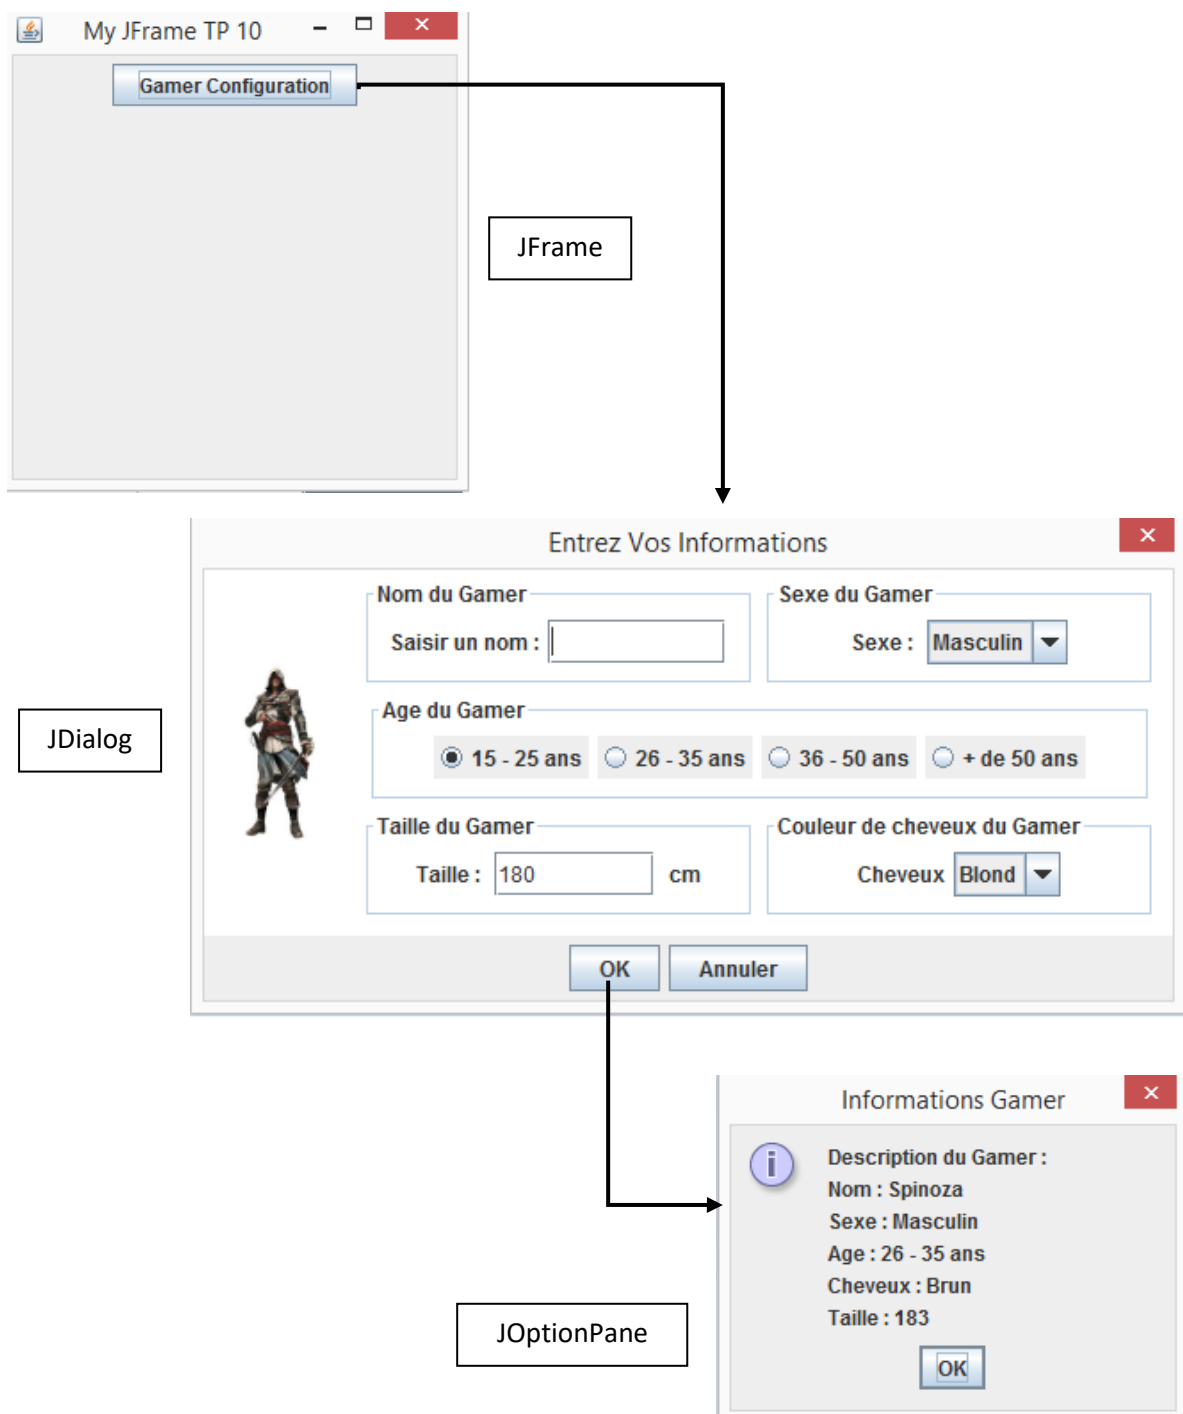 My JFrame TP 10
Gamer Configuration
JFrame
Entrez Vos Informations
Nom du Gamer
Saisir un nom :
Sexe du Gamer
Sexe : Masculin
Age du Gamer
15 - 25 ans 26 - 35 ans 36 - 50 ans + de 50 ans
JDialog
Taille du Gamer
Taille : 180 cm
Couleur de cheveux du Gamer
Cheveux Blond
OK Annuler
Informations Gamer
Description du Gamer :
Nom : Spinoza
Sexe : Masculin
Age : 26 - 35 ans
Cheveux : Brun
Taille : 183
OK
JOptionPane